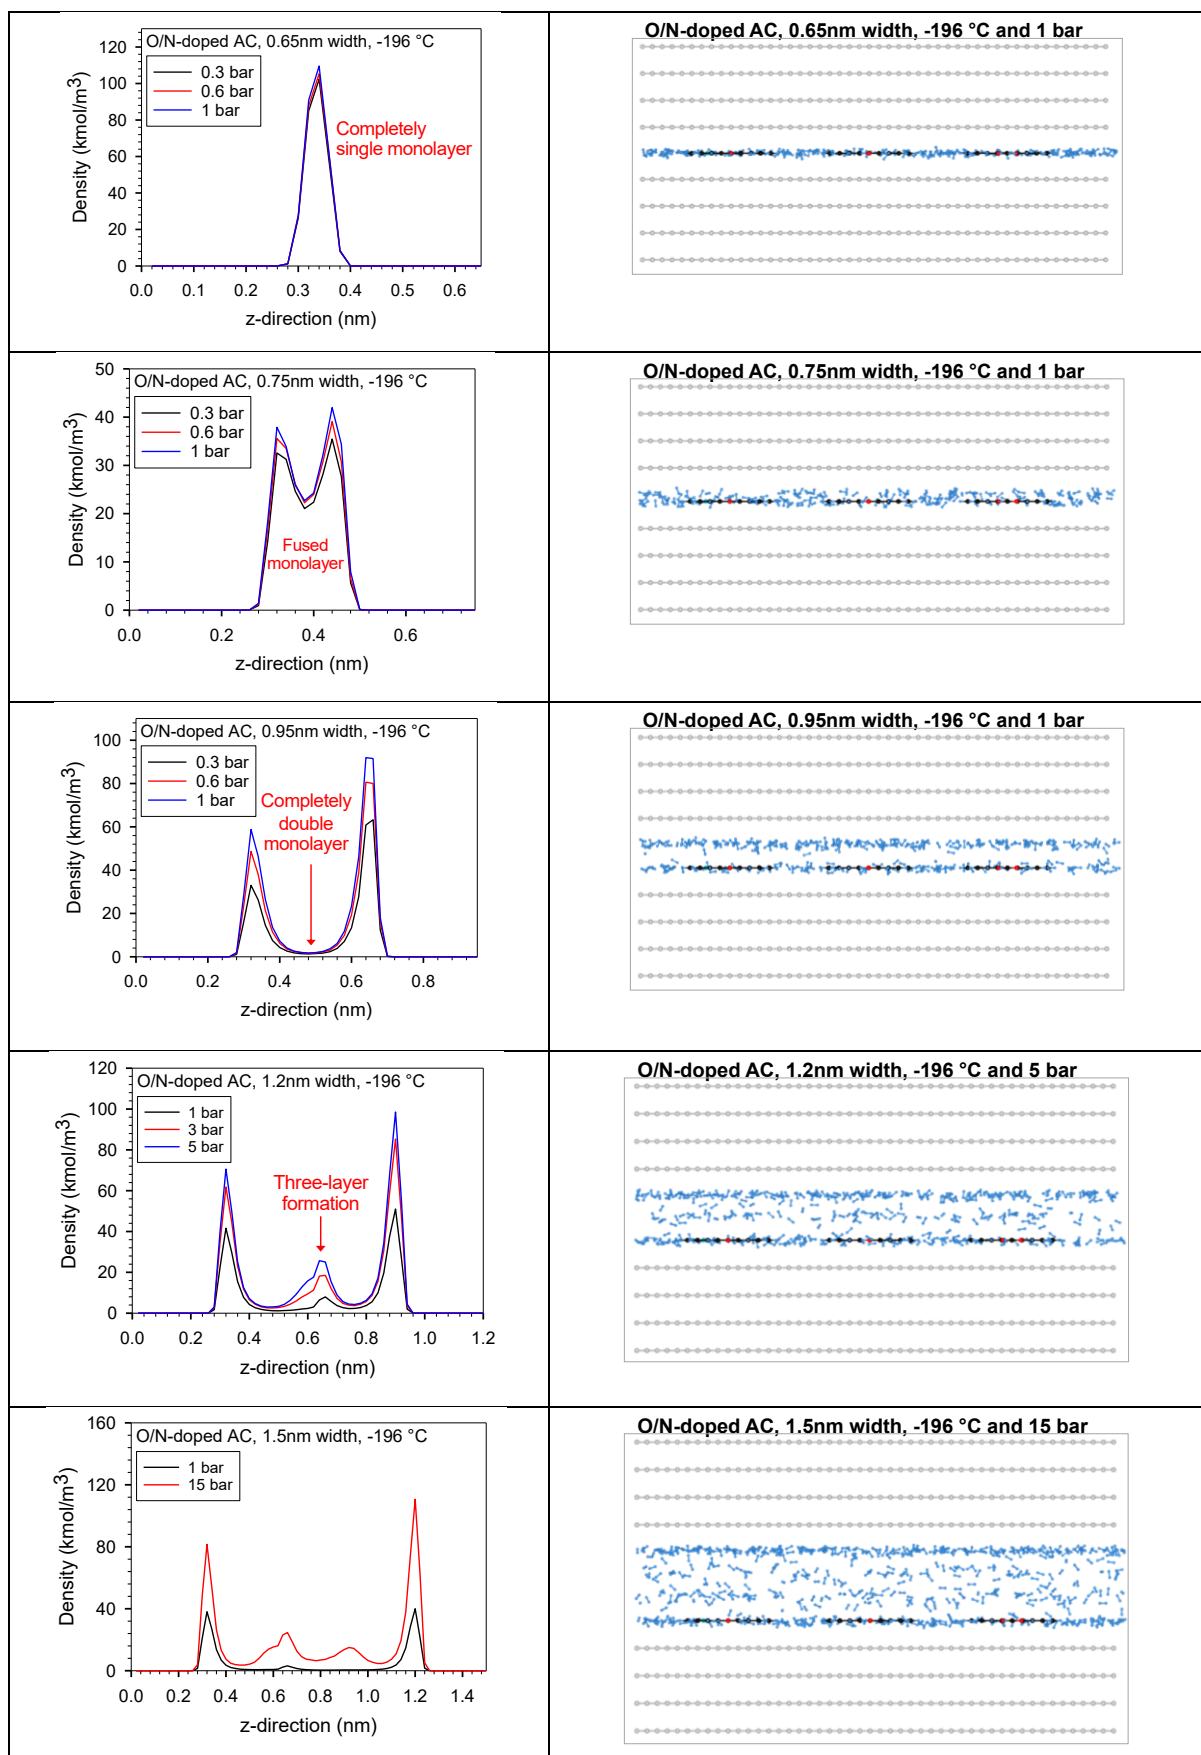 O/N-doped AC, 0.65nm width, -196 °C
0.3 bar
0.6 bar
1 bar
Completely
single monolayer
Density (kmol/m3)
120
100
80
60
40
20
0
0.0 0.1 0.2 0.3 0.4 0.5 0.6
z-direction (nm)
O/N-doped AC, 0.65nm width, -196 °C and 1 bar
O/N-doped AC, 0.75nm width, -196 °C
0.3 bar
0.6 bar
1 bar
Fused
monolayer
Density (kmol/m3)
50
40
30
20
10
0
0.0 0.2 0.4 0.6
z-direction (nm)
O/N-doped AC, 0.75nm width, -196 °C and 1 bar
O/N-doped AC, 0.95nm width, -196 °C
0.3 bar
0.6 bar
1 bar
Completely
double
monolayer
Density (kmol/m3)
100
80
60
40
20
0
0.0 0.2 0.4 0.6 0.8
z-direction (nm)
O/N-doped AC, 0.95nm width, -196 °C and 1 bar
O/N-doped AC, 1.2nm width, -196 °C
1 bar
3 bar
5 bar
Three-layer
formation
Density (kmol/m3)
120
100
80
60
40
20
0
0.0 0.2 0.4 0.6 0.8 1.0 1.2
z-direction (nm)
O/N-doped AC, 1.2nm width, -196 °C and 5 bar
O/N-doped AC, 1.5nm width, -196 °C
1 bar
15 bar
Density (kmol/m3)
160
120
80
40
0
0.0 0.2 0.4 0.6 0.8 1.0 1.2 1.4
z-direction (nm)
O/N-doped AC, 1.5nm width, -196 °C and 15 bar